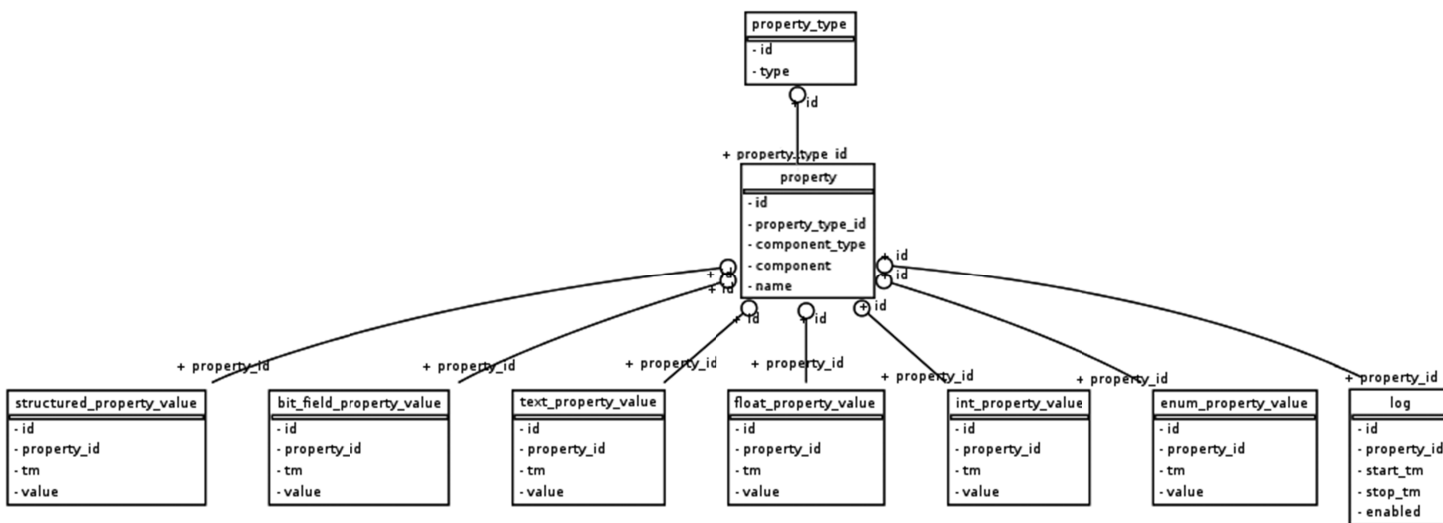 property_type
- id
- type
+ id
+ property_type_id
property
- id
- property_type_id
- component_type
- component
- name
+ id
+ id
+ id
+ id
+ id
+ id
+ id
+ property_id
+ property_id
+ property_id
+ property_id
+ property_id
+ property_id
+ property_id
structured_property_value
- id
- property_id
- tm
- value
bit_field_property_value
- id
- property_id
- tm
- value
text_property_value
- id
- property_id
- tm
- value
float_property_value
- id
- property_id
- tm
- value
int_property_value
- id
- property_id
- tm
- value
enum_property_value
- id
- property_id
- tm
- value
log
- id
- property_id
- start_tm
- stop_tm
- enabled